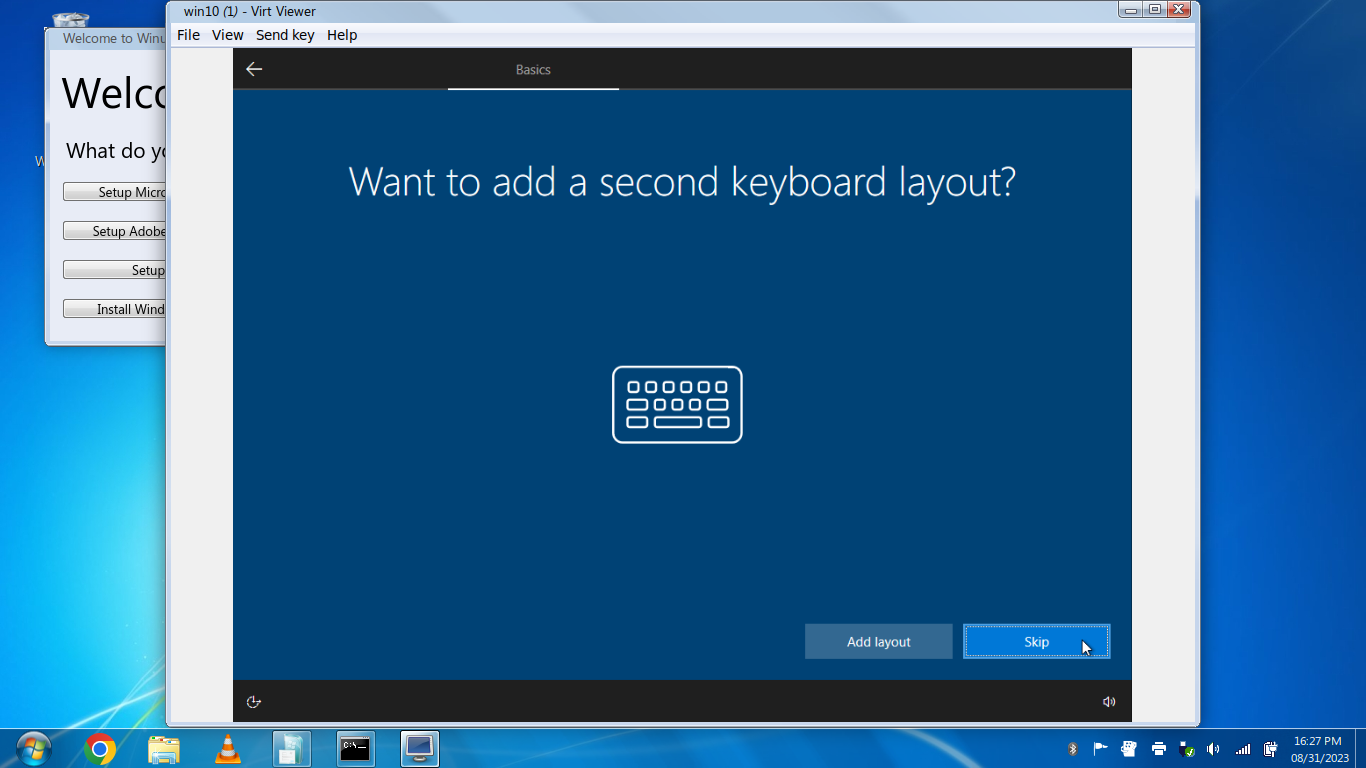 win10 (1) - Virt Viewer
File View Send key Help
Welcome to Winu
Welco
What do yo
Setup Micro
Setup Adobe
Setup
Install Wind
W
Basics
Want to add a second keyboard layout?
Add layout
Skip
C:\_
16:27 PM
08/31/2023